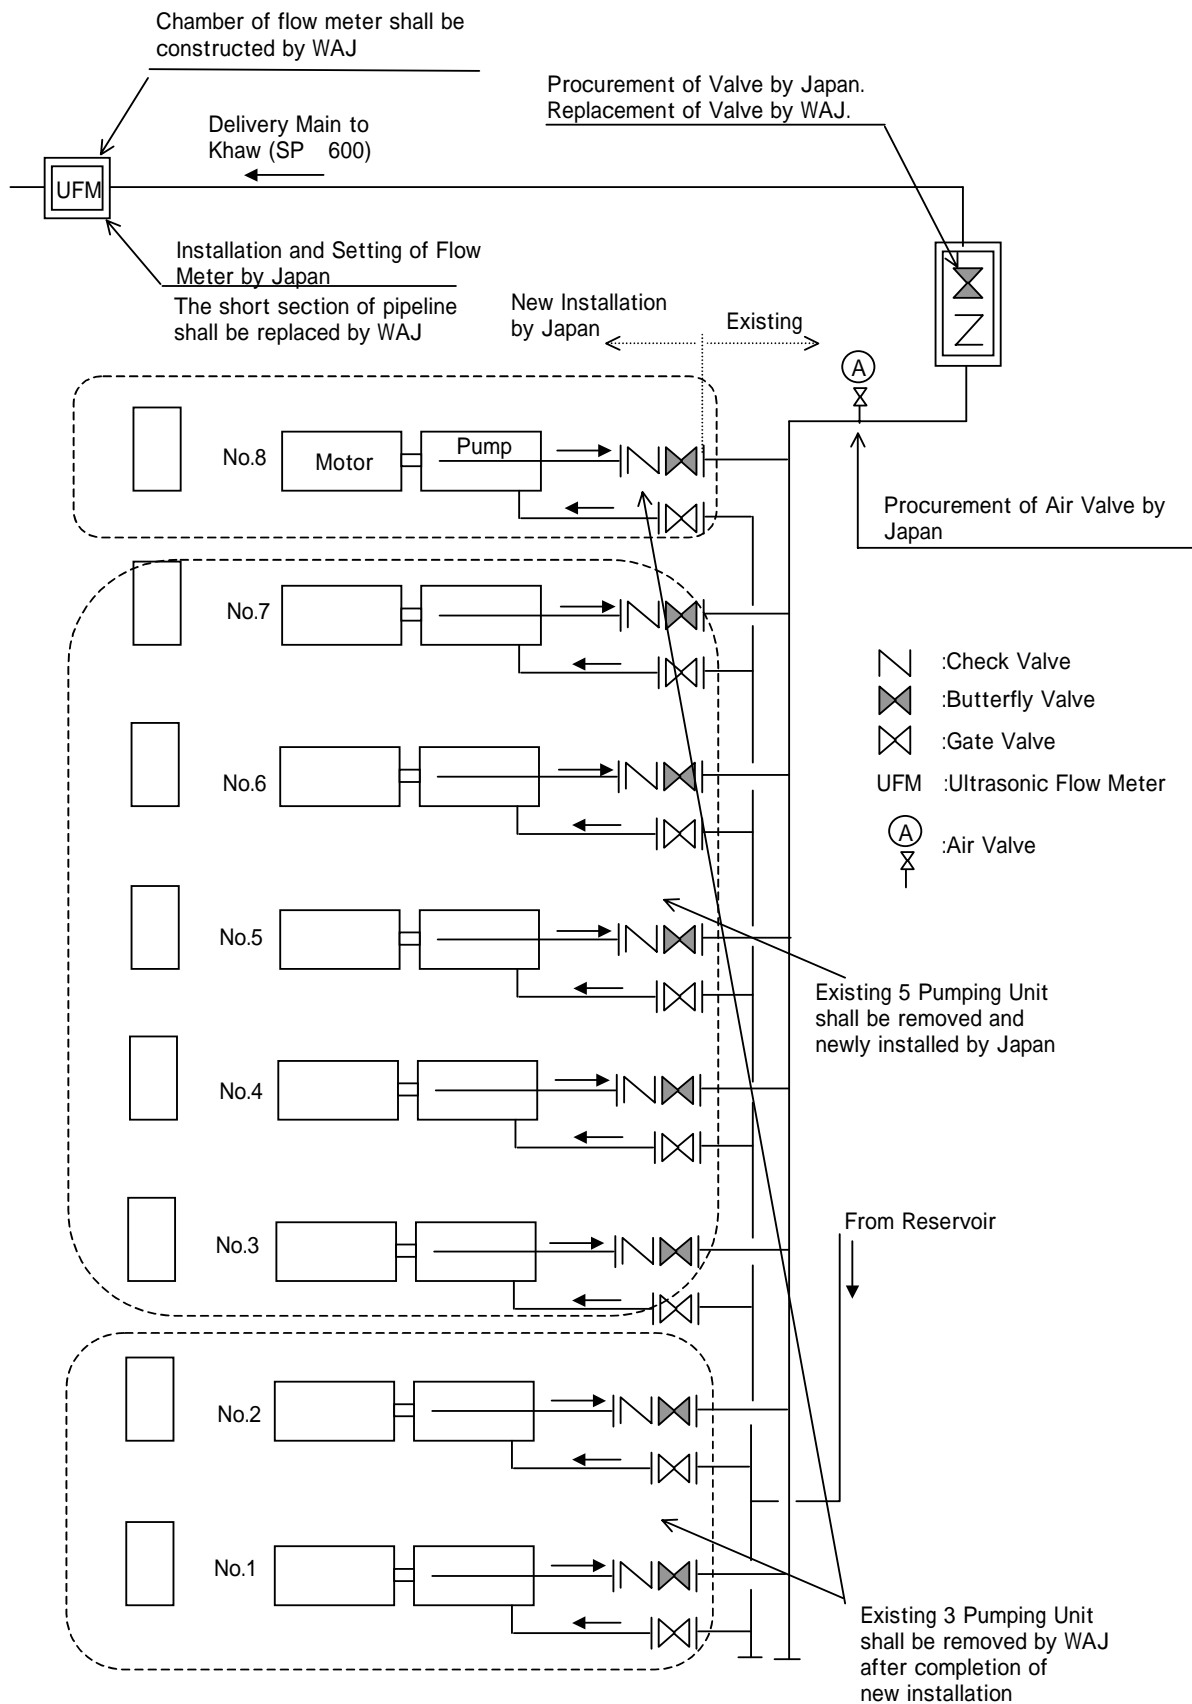 Chamber of flow meter shall be
constructed by WAJ
Procurement of Valve by Japan.
Replacement of Valve by WAJ.
Delivery Main to
Khaw (SP    600)
UFM
Installation and Setting of Flow
Meter by Japan
The short section of pipeline
shall be replaced by WAJ
New Installation
by Japan
Existing
A
No.8
Motor
Pump
Procurement of Air Valve by
Japan
No.7
:Check Valve
:Butterfly Valve
:Gate Valve
UFM :Ultrasonic Flow Meter
A
:Air Valve
No.6
No.5
Existing 5 Pumping Unit
shall be removed and
newly installed by Japan
No.4
No.3
From Reservoir
No.2
No.1
Existing 3 Pumping Unit
shall be removed by WAJ
after completion of
new installation